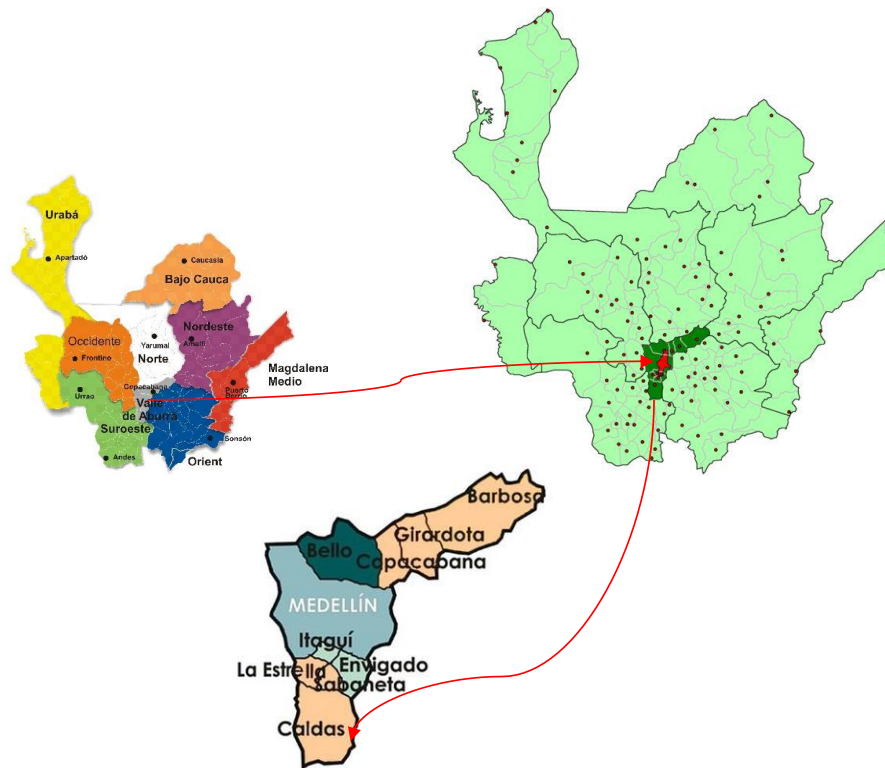 Urabá
Apartadó
Caucasia
Bajo Cauca
Nordeste
Amalfi
Occidente
Frontino
Yarumal
Norte
Magdalena
Medio
Puerto
Berrío
Urrao
Copacabana
Valle
de Aburrá
Suroeste
Sonsón
Andes
Orient
Barbosa
Girardota
Bello
Copacabana
MEDELLÍN
Itaguí
La Estrella
Envigado
Sabaneta
Caldas